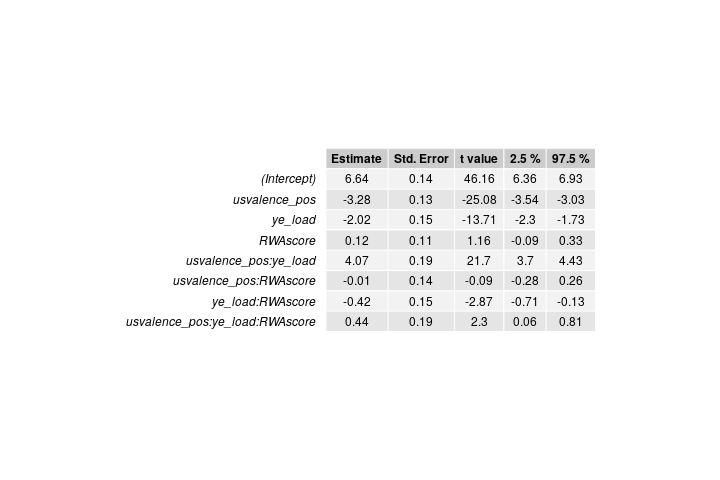 Estimate Std. Error t value 2.5 % 97.5 %
(Intercept) 6.64 0.14 46.16 6.36 6.93
usvalence_pos -3.28 0.13 -25.08 -3.54 -3.03
ye_load -2.02 0.15 -13.71 -2.3 -1.73
RWAscore 0.12 0.11 1.16 -0.09 0.33
usvalence_pos:ye_load 4.07 0.19 21.7 3.7 4.43
usvalence_pos:RWAscore -0.01 0.14 -0.09 -0.28 0.26
ye_load:RWAscore -0.42 0.15 -2.87 -0.71 -0.13
usvalence_pos:ye_load:RWAscore 0.44 0.19 2.3 0.06 0.81